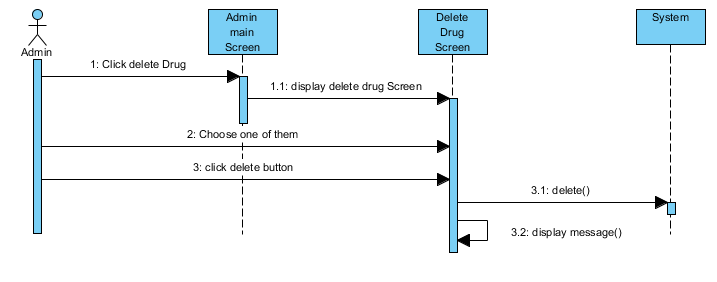 Admin
Admin
main
Screen
Delete
Drug
Screen
System
1: Click delete Drug
1.1: display delete drug Screen
2: Choose one of them
3: click delete button
3.1: delete()
3.2: display message()